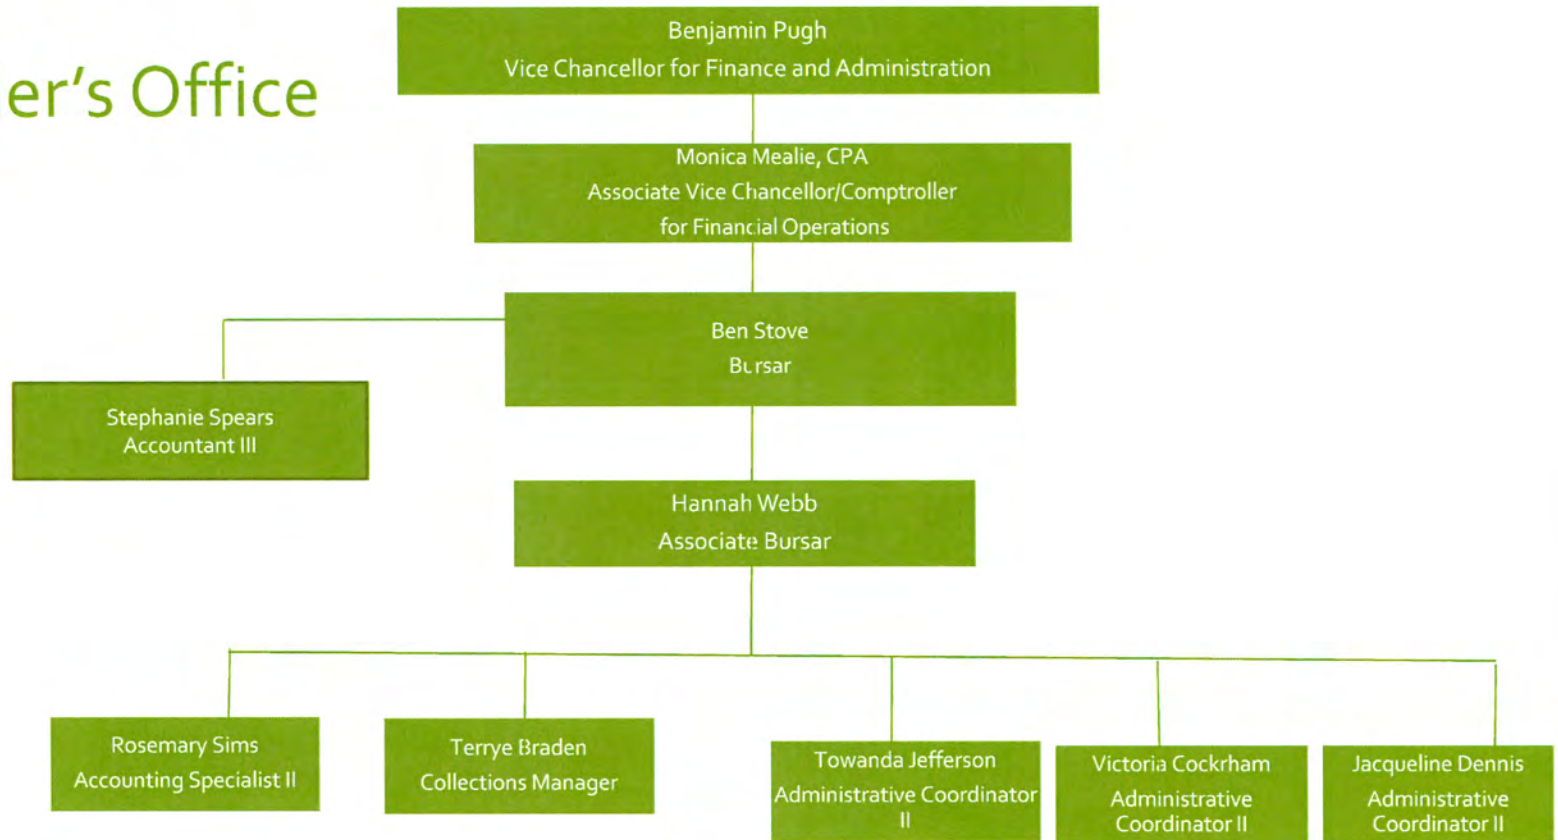 er's Office
Benjamin Pugh
Vice Chancellor for Finance and Administration
Monica Mealie, CPA
Associate Vice Chancellor/Comptroller
for Financial Operations
Ben Stove
Bursar
Stephanie Spears
Accountant III
Hannah Webb
Associate Bursar
Rosemary Sims
Accounting Specialist II
Terrye Braden
Collections Manager
Towanda Jefferson
Administrative Coordinator
II
Victoria Cockrham
Administrative
Coordinator II
Jacqueline Dennis
Administrative
Coordinator II